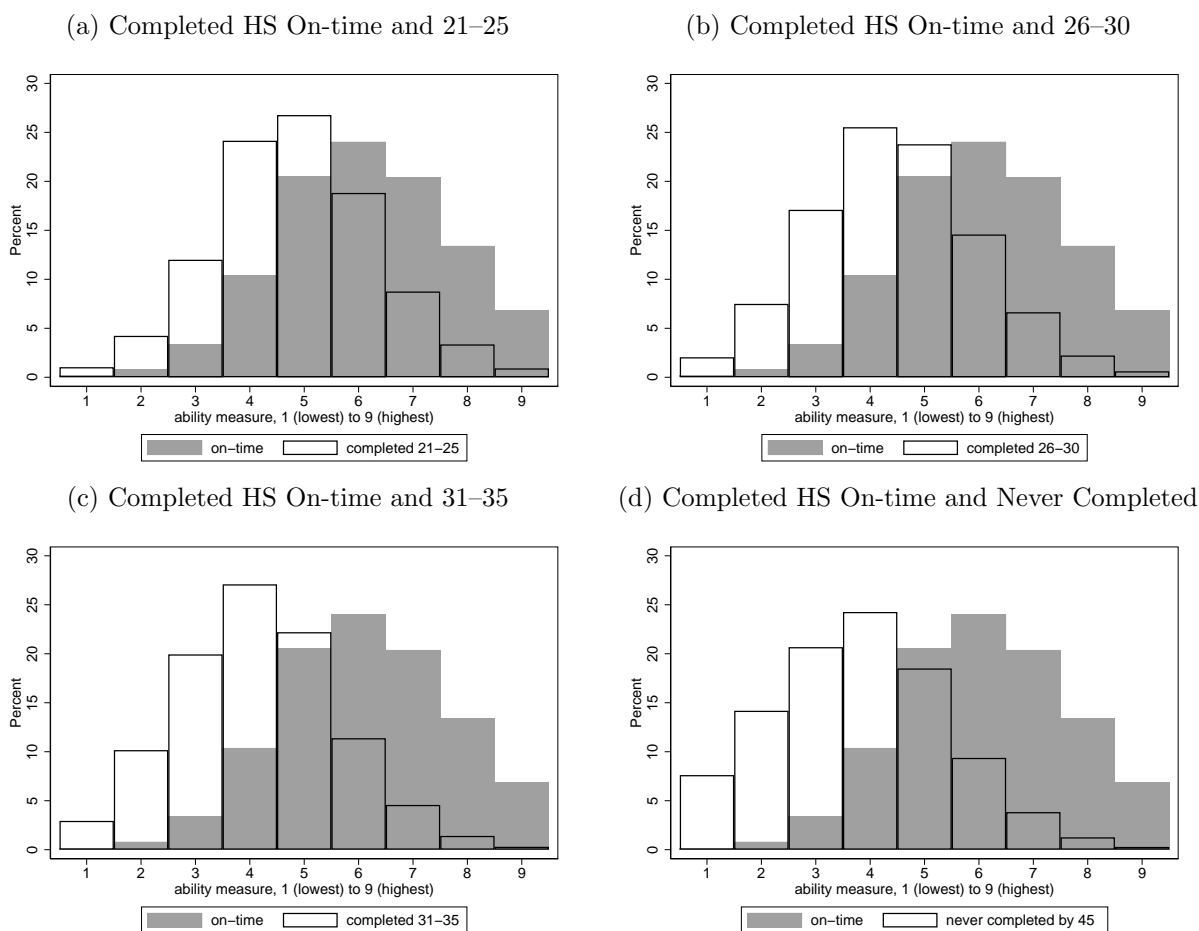 (a) Completed HS On-time and 21–25
30
25
20
15
10
5
0
Percent
1 2 3 4 5 6 7 8 9
ability measure, 1 (lowest) to 9 (highest)
on−time completed 21−25
(b) Completed HS On-time and 26–30
30
25
20
15
10
5
0
Percent
1 2 3 4 5 6 7 8 9
ability measure, 1 (lowest) to 9 (highest)
on−time completed 26−30
(c) Completed HS On-time and 31–35
30
25
20
15
10
5
0
Percent
1 2 3 4 5 6 7 8 9
ability measure, 1 (lowest) to 9 (highest)
on−time completed 31−35
(d) Completed HS On-time and Never Completed
30
25
20
15
10
5
0
Percent
1 2 3 4 5 6 7 8 9
ability measure, 1 (lowest) to 9 (highest)
on−time never completed by 45